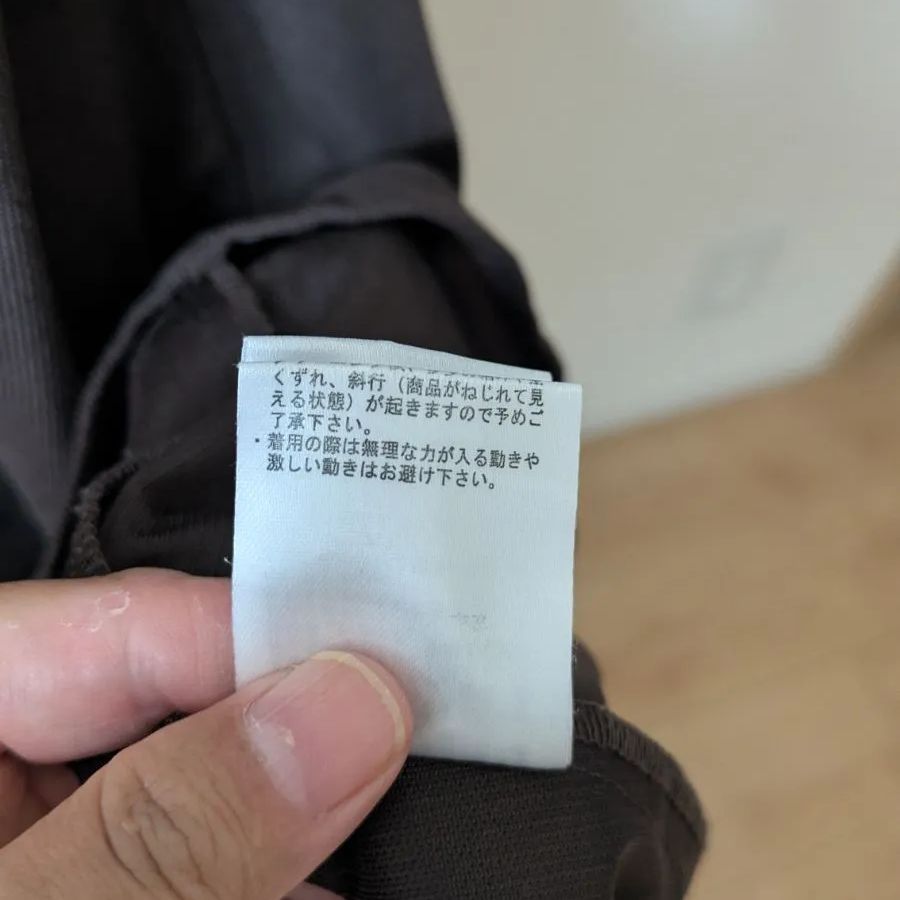 くずれ、斜行（商品がねじれて見
える状態）が起きますので予めご
了承下さい。
・着用の際は無理な力が入る動きや
激しい動きはお避け下さい。